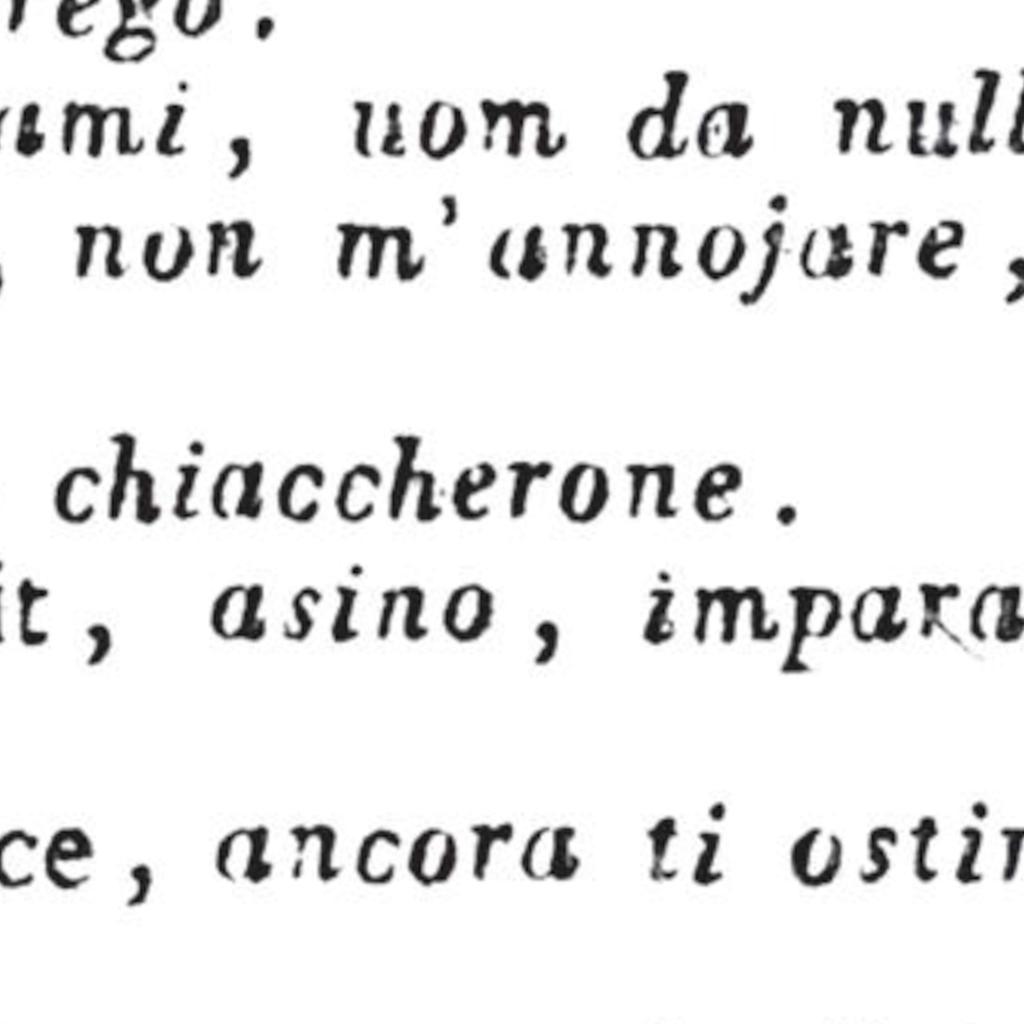 rego.
ami, uom da null
, non m'annojare,
chiaccherone.
it, asino, impara
ce, ancora ti ostin